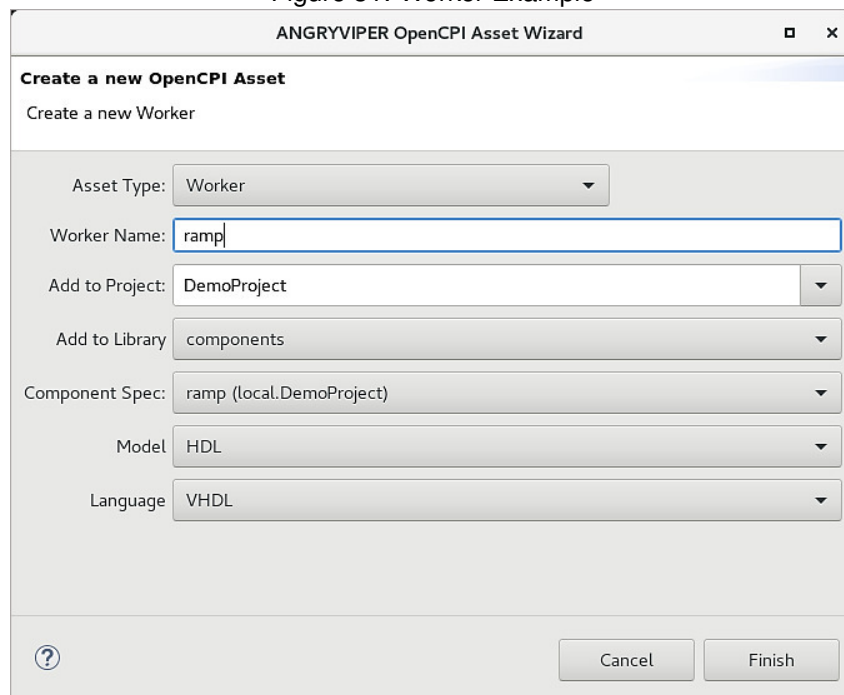 ANGRYVIPER OpenCPI Asset Wizard
Create a new OpenCPI Asset
Create a new Worker
Asset Type: Worker
Worker Name: ramp
Add to Project: DemoProject
Add to Library components
Component Spec: ramp (local.DemoProject)
Model HDL
Language VHDL
? Cancel Finish